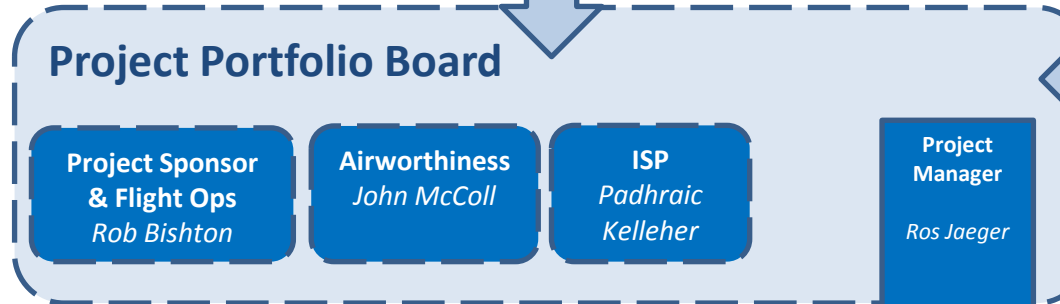 Project Portfolio Board
Project Sponsor
& Flight Ops
Rob Bishton
Airworthiness
John McColl
ISP
Padhraic
Kelleher
Project
Manager
Ros Jaeger